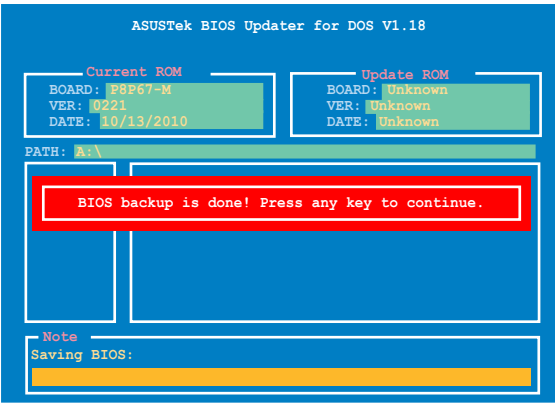 ASUSTek BIOS Updater for DOS V1.18
Current ROM
BOARD: P8P67-M
VER: 0221
DATE: 10/13/2010
Update ROM
BOARD: Unknown
VER: Unknown
DATE: Unknown
PATH: A:\
BIOS backup is done! Press any key to continue.
Note
Saving BIOS: